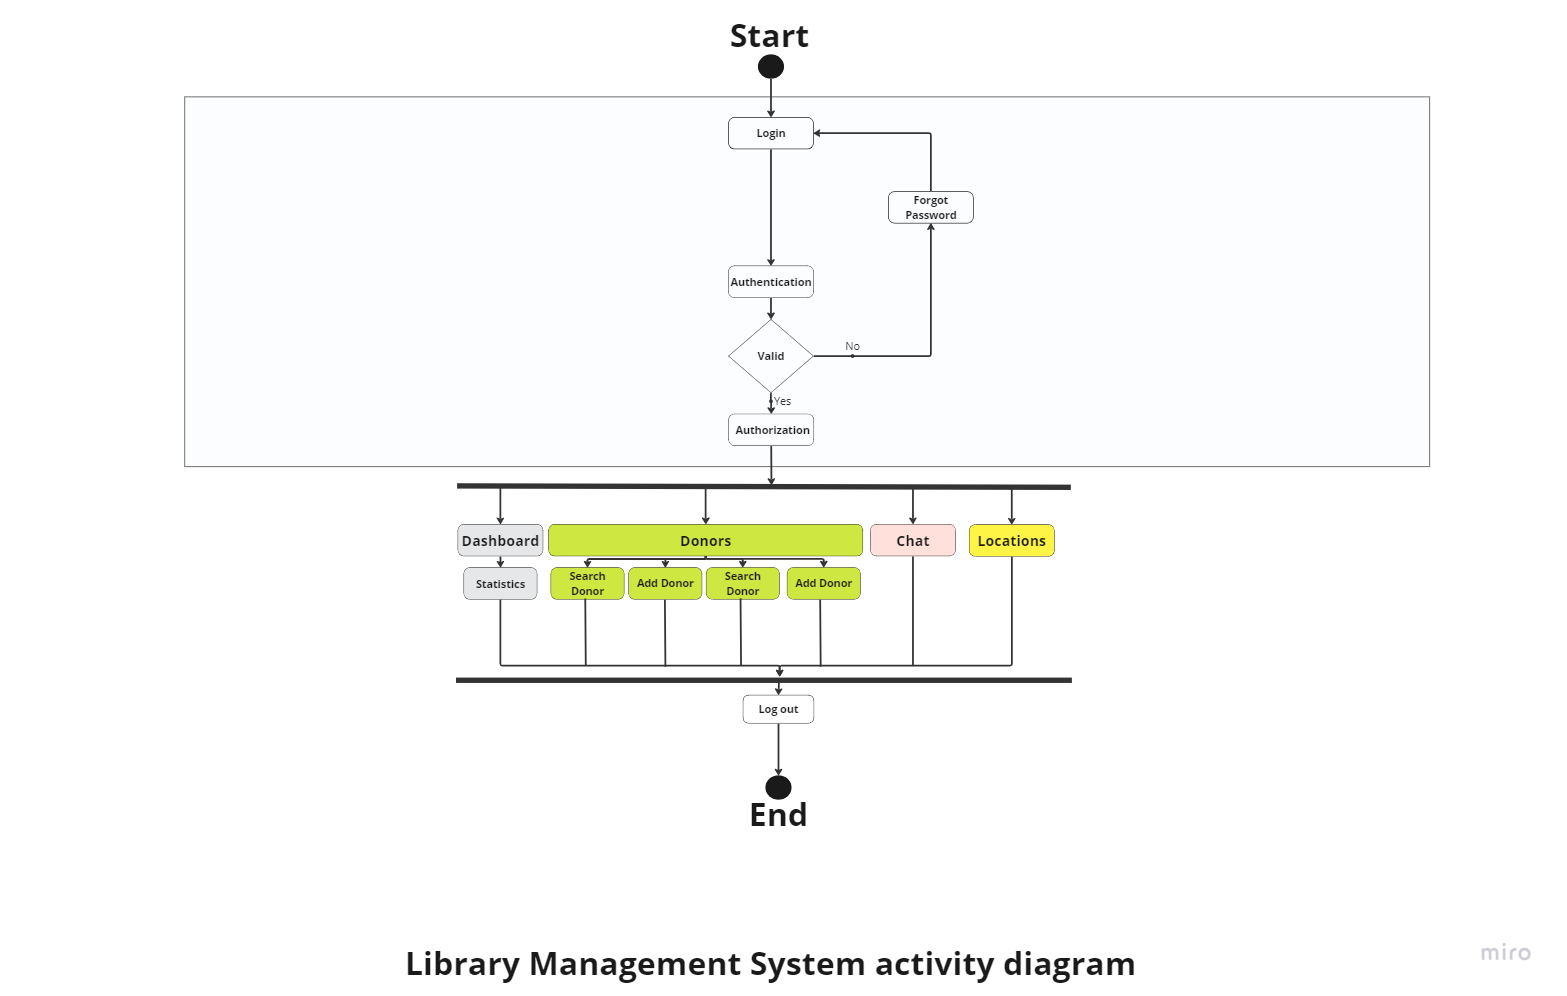 Start
Login
Forgot
Password
Authentication
Valid
No
Yes
Authorization
Dashboard
Donors
Chat
Locations
Statistics
Search
Donor
Add Donor
Search
Donor
Add Donor
Log out
End
Library Management System activity diagram
miro